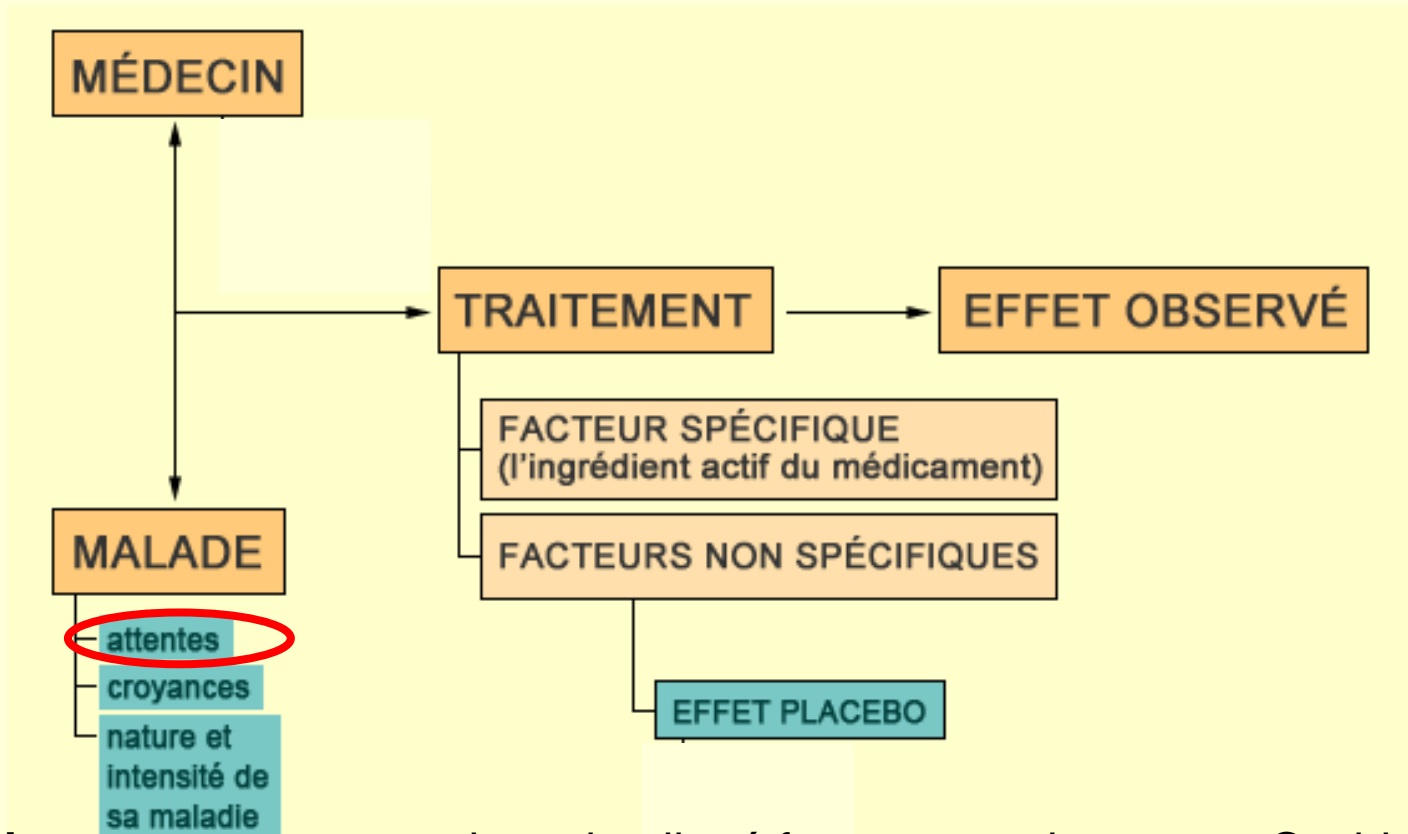 MÉDECIN
TRAITEMENT
EFFET OBSERVÉ
FACTEUR SPÉCIFIQUE
(l'ingrédient actif du médicament)
FACTEURS NON SPÉCIFIQUES
EFFET PLACEBO
MALADE
attentes
croyances
nature et
intensité de
sa maladie